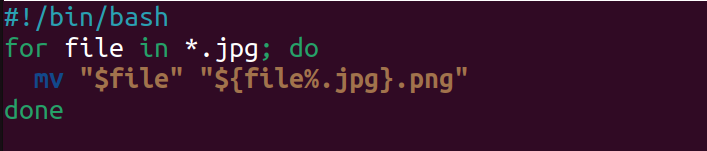 #!/bin/bash
for file in *.jpg; do
  mv "$file" "${file%.jpg}.png"
done